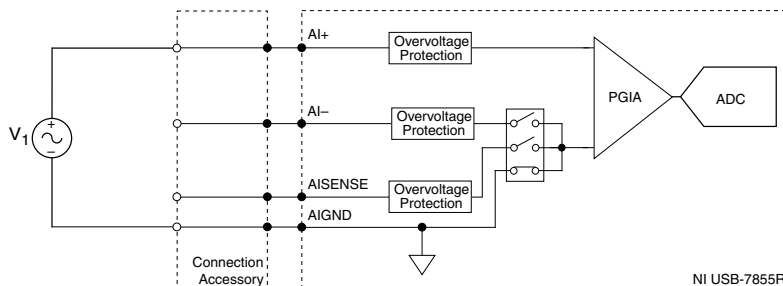 AI+
Overvoltage
Protection
PGIA
ADC
AI–
Overvoltage
Protection
V1
+
–
AISENSE
Overvoltage
Protection
AIGND
Connection
Accessory
NI USB-7855R